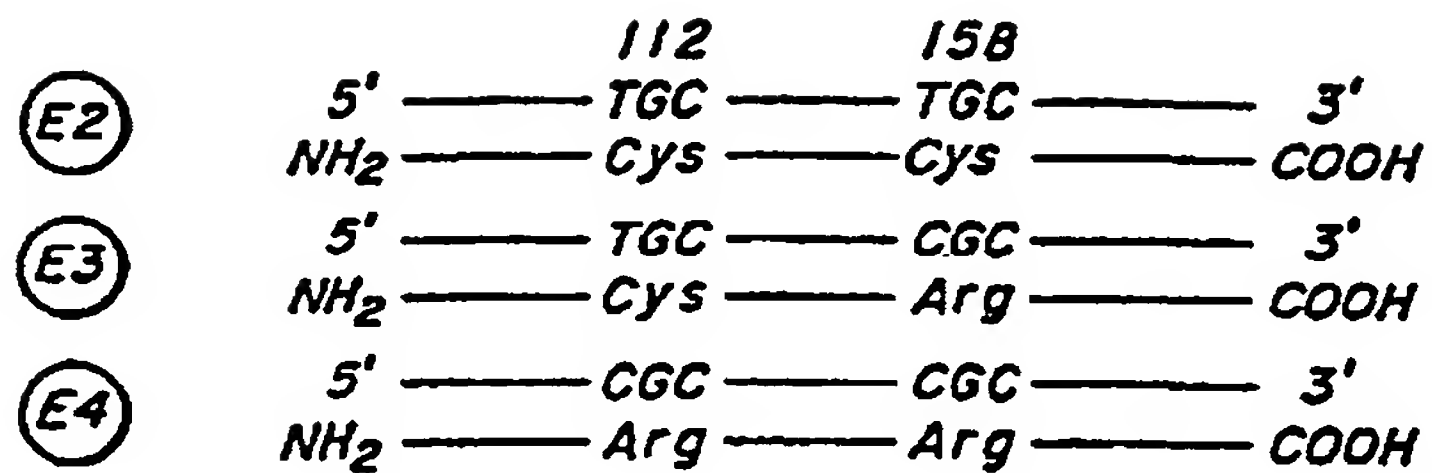 112 158
E2 5' TGC TGC 3'
NH2 Cys Cys COOH
E3 5' TGC CGC 3'
NH2 Cys Arg COOH
E4 5' CGC CGC 3'
NH2 Arg Arg COOH